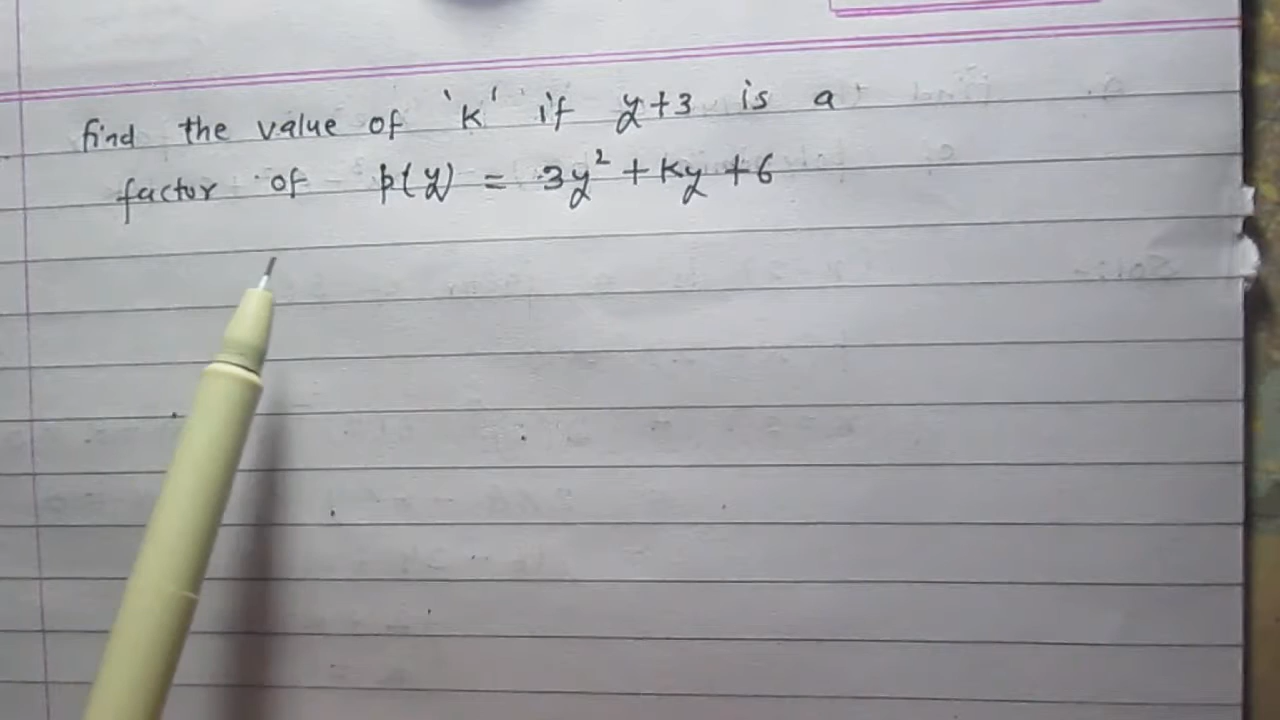 find the value of 'K' if y+3 is a
factor of p(y) = 3y² + Ky + 6